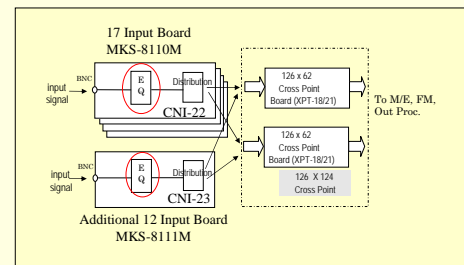 17 Input Board
MKS-8110M
BNC
input
signal
E
Q
Distribution
CNI-22
126 x 62
Cross Point
Board (XPT-18/21)
To M/E, FM,
Out Proc.
BNC
input
signal
E
Q
Distribution
CNI-23
126 x 62
Cross Point
Board (XPT-18/21)
126 X 124
Cross Point
Additional 12 Input Board
MKS-8111M